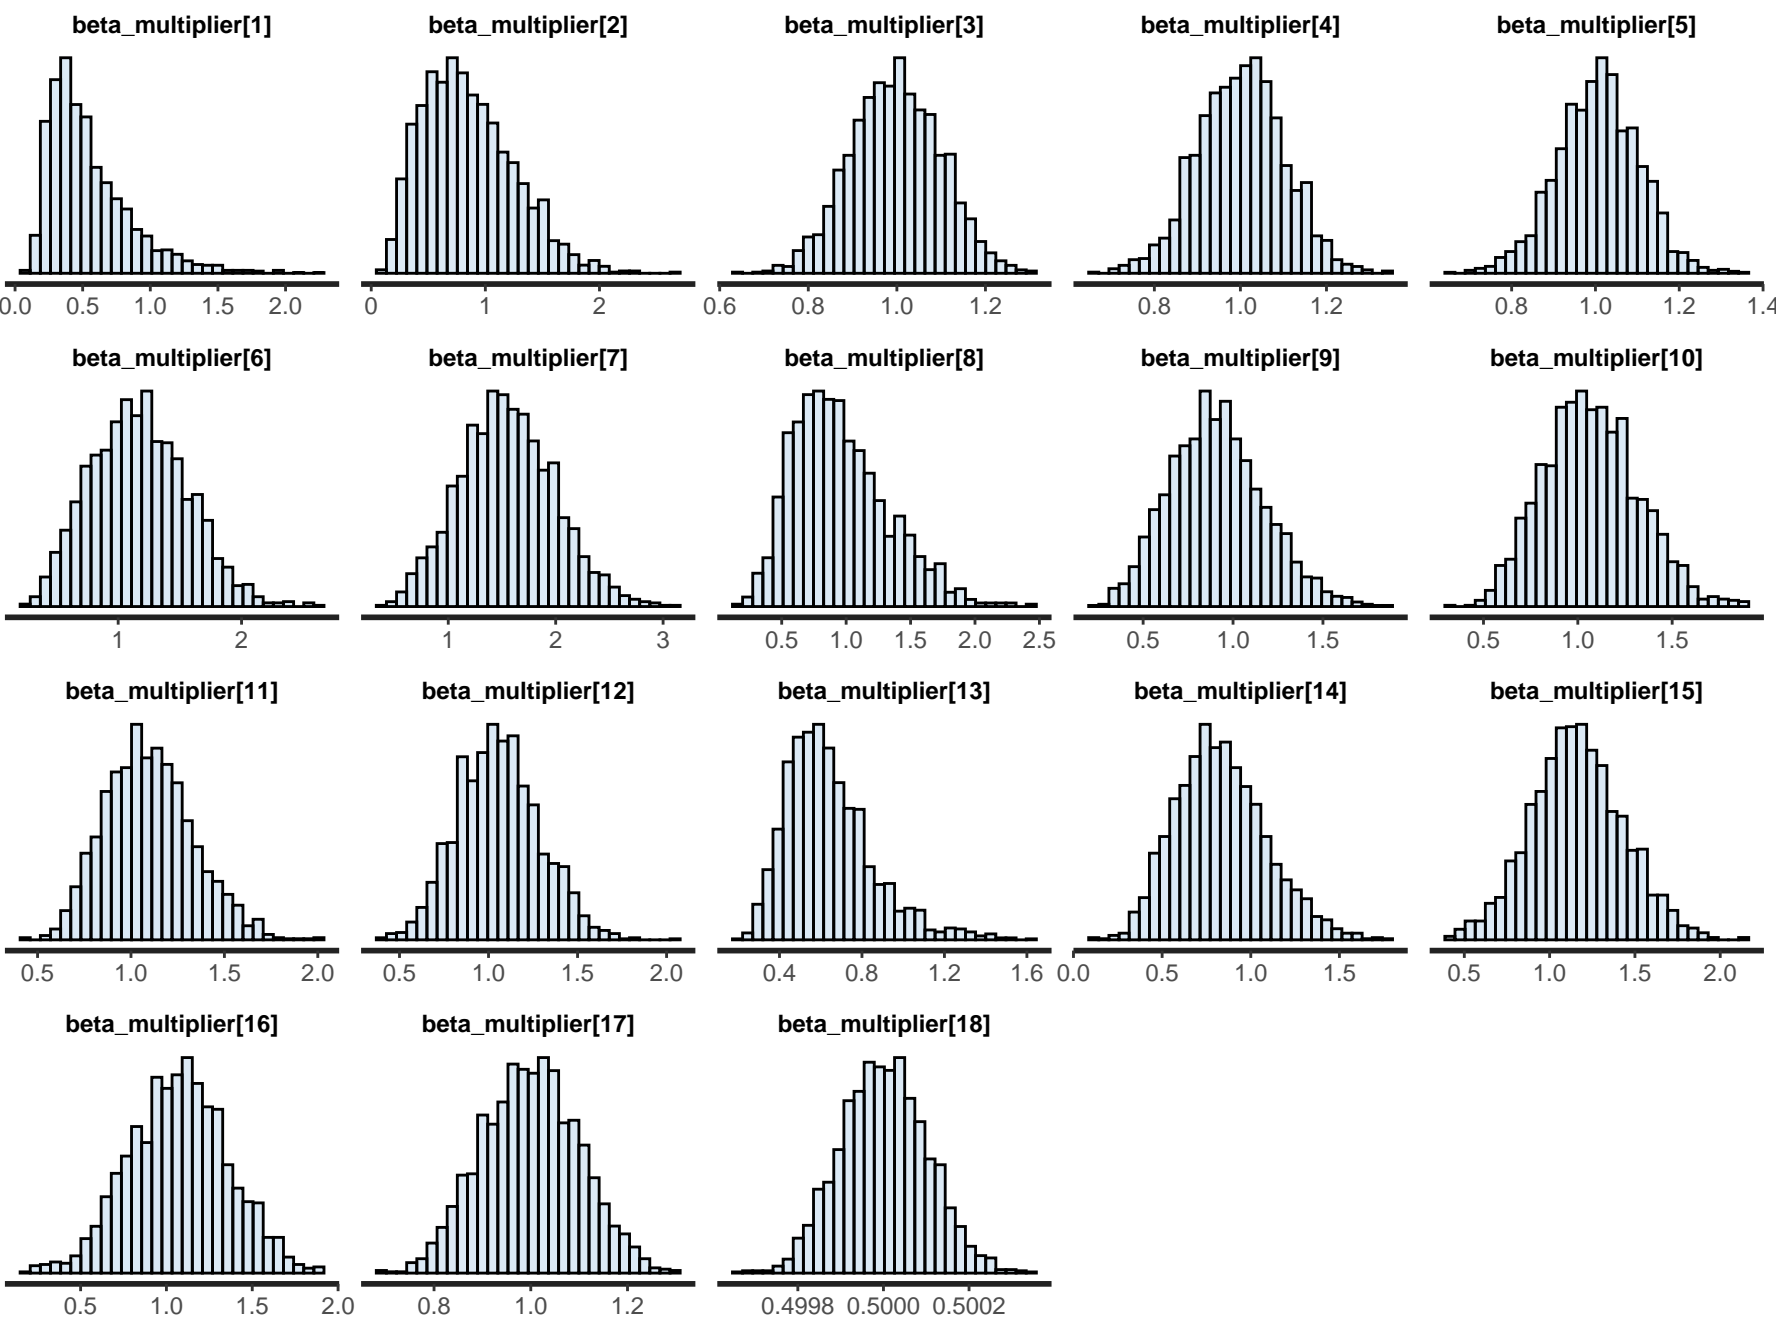 beta_multiplier[1] beta_multiplier[2] beta_multiplier[3] beta_multiplier[4] beta_multiplier[5]
0.0 0.5 1.0 1.5 2.0 0 1 2 0.6 0.8 1.0 1.2 0.8 1.0 1.2 0.8 1.0 1.2 1.4
beta_multiplier[6] beta_multiplier[7] beta_multiplier[8] beta_multiplier[9] beta_multiplier[10]
1 2 1 2 3 0.5 1.0 1.5 2.0 2.5 0.5 1.0 1.5 0.5 1.0 1.5
beta_multiplier[11] beta_multiplier[12] beta_multiplier[13] beta_multiplier[14] beta_multiplier[15]
0.5 1.0 1.5 2.0 0.5 1.0 1.5 2.0 0.4 0.8 1.2 1.6 0.0 0.5 1.0 1.5 0.5 1.0 1.5 2.0
beta_multiplier[16] beta_multiplier[17] beta_multiplier[18]
0.5 1.0 1.5 2.0 0.8 1.0 1.2 0.4998 0.5000 0.5002